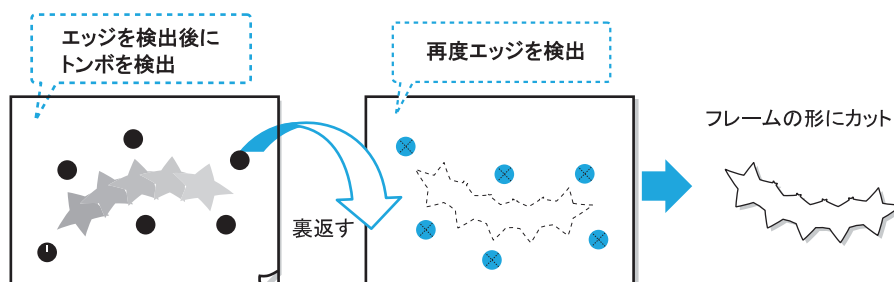 エッジを検出後に
トンボを検出
再度エッジを検出
裏返す
フレームの形にカット